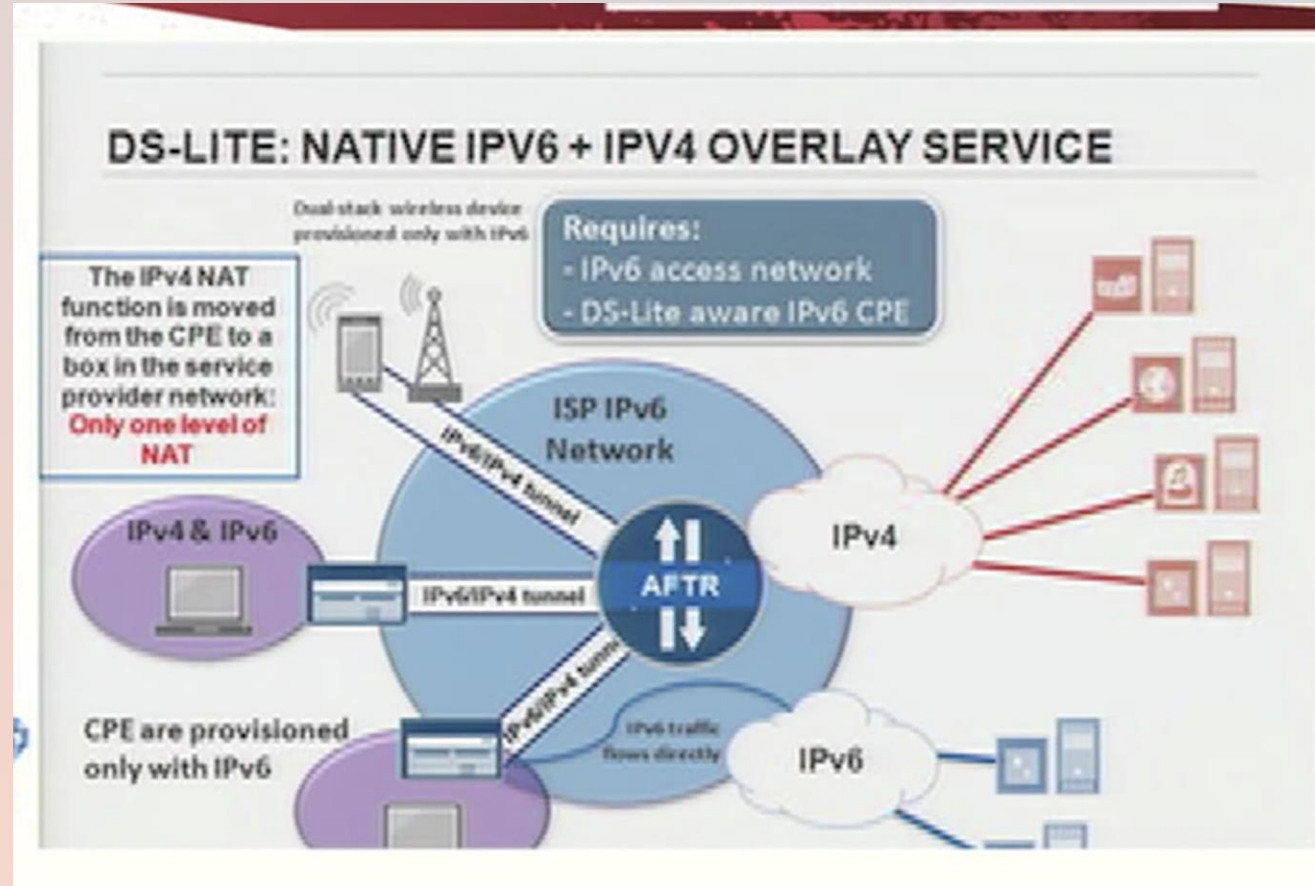 DS-LITE: NATIVE IPV6 + IPV4 OVERLAY SERVICE
Dual-stack wireless device
provisioned only with IPv6
Requires:
- IPv6 access network
- DS-Lite aware IPv6 CPE
The IPv4 NAT
function is moved
from the CPE to a
box in the service
provider network:
Only one level of
NAT
ISP IPv6
Network
IPv6/IPv4 tunnel
IPv4 & IPv6
IPv6/IPv4 tunnel
AFTR
IPv4
IPv6/IPv4 tunn
CPE are provisioned
only with IPv6
IPv6 traffic
flows directly
IPv6